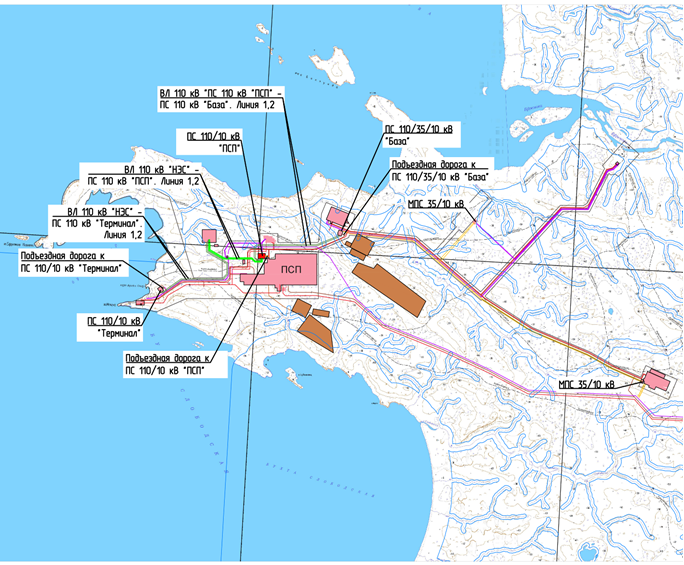 ВЛ 110 кВ "ПС 110 кВ "ПСП" -
ПС 110 кВ "База". Линия 1,2
ПС 110/10 кВ
"ПСП"
ПС 110/35/10 кВ
"База"
ВЛ 110 кВ "НЭС" -
ПС 110 кВ "ПСП". Линия 1,2
Подъездная дорога к
ПС 110/35/10 кВ "База"
МПС 35/10 кВ
ВЛ 110 кВ "НЭС" -
ПС 110 кВ "Терминал".
Линия 1,2
Подъездная дорога к
ПС 110/10 кВ "Терминал"
ПСП
ПС 110/10 кВ
"Терминал"
Подъездная дорога к
ПС 110/10 кВ "ПСП"
МПС 35/10 кВ